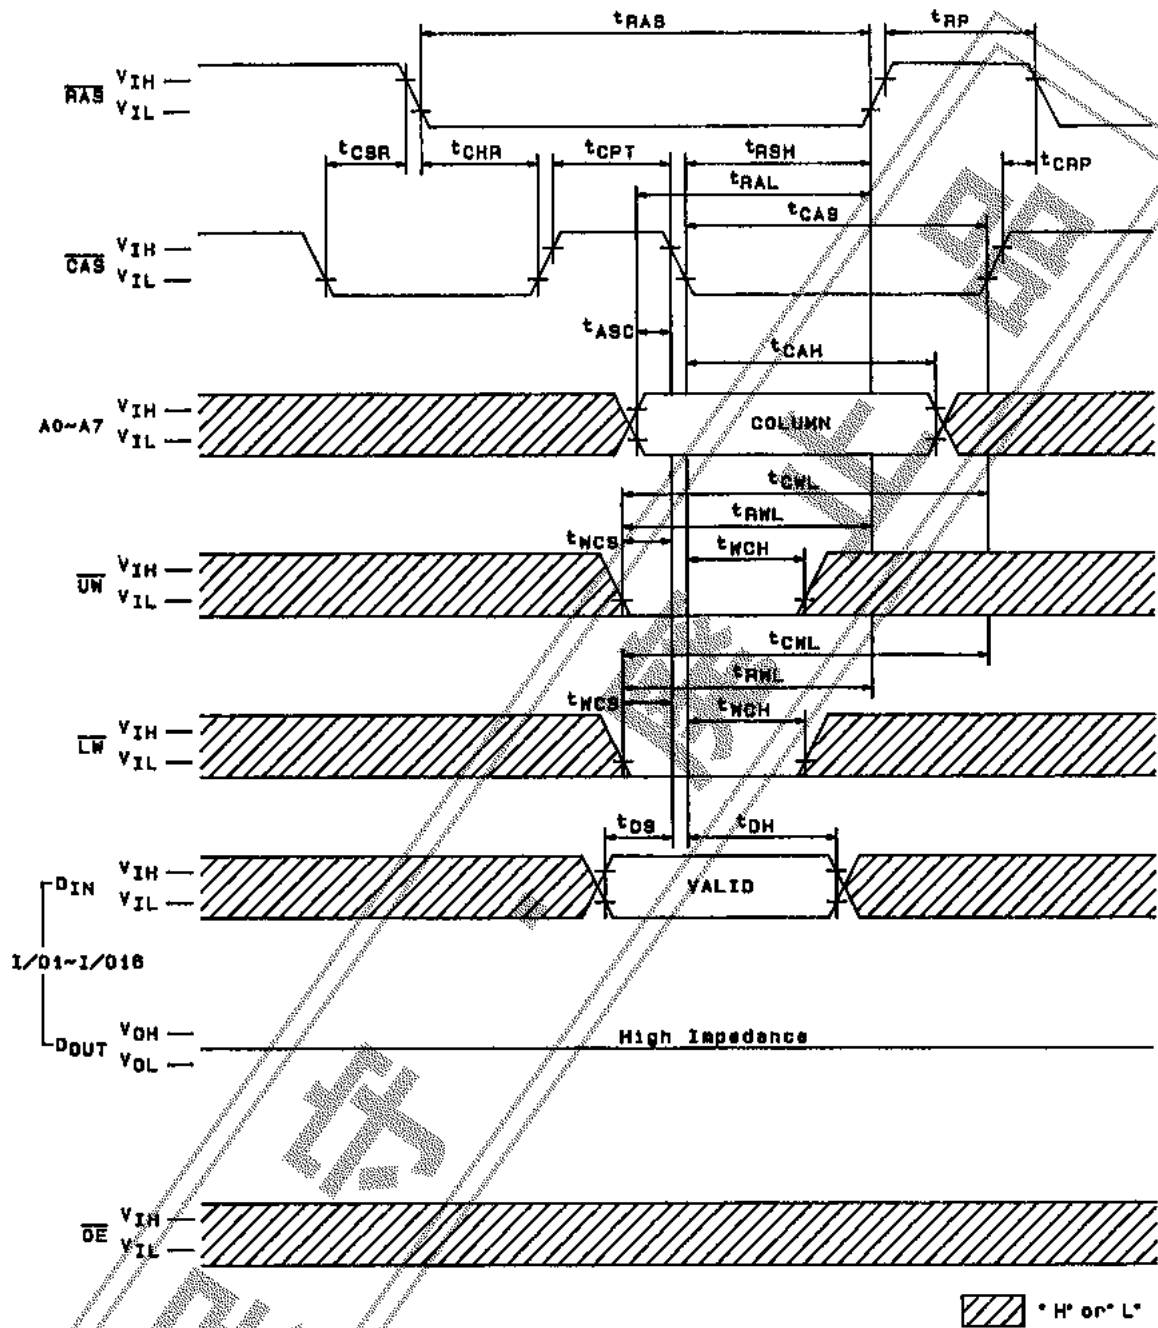 tRAS
tRP
RAS
VIH
VIL
tCSR
tCHR
tCPT
tRSH
tCRP
tRAL
tCAS
CAS
VIH
VIL
tASC
tCAH
A0~A7
VIH
VIL
COLUMN
tCWL
tRWL
tWCS
tWCH
UW
VIH
VIL
tCWL
tRWL
tWCS
tWCH
LW
VIH
VIL
tDS
tDH
DIN
VIH
VIL
VALID
I/O1~I/O16
DOUT
VOH
VOL
High Impedance
OE
VIH
VIL
"H" or "L"